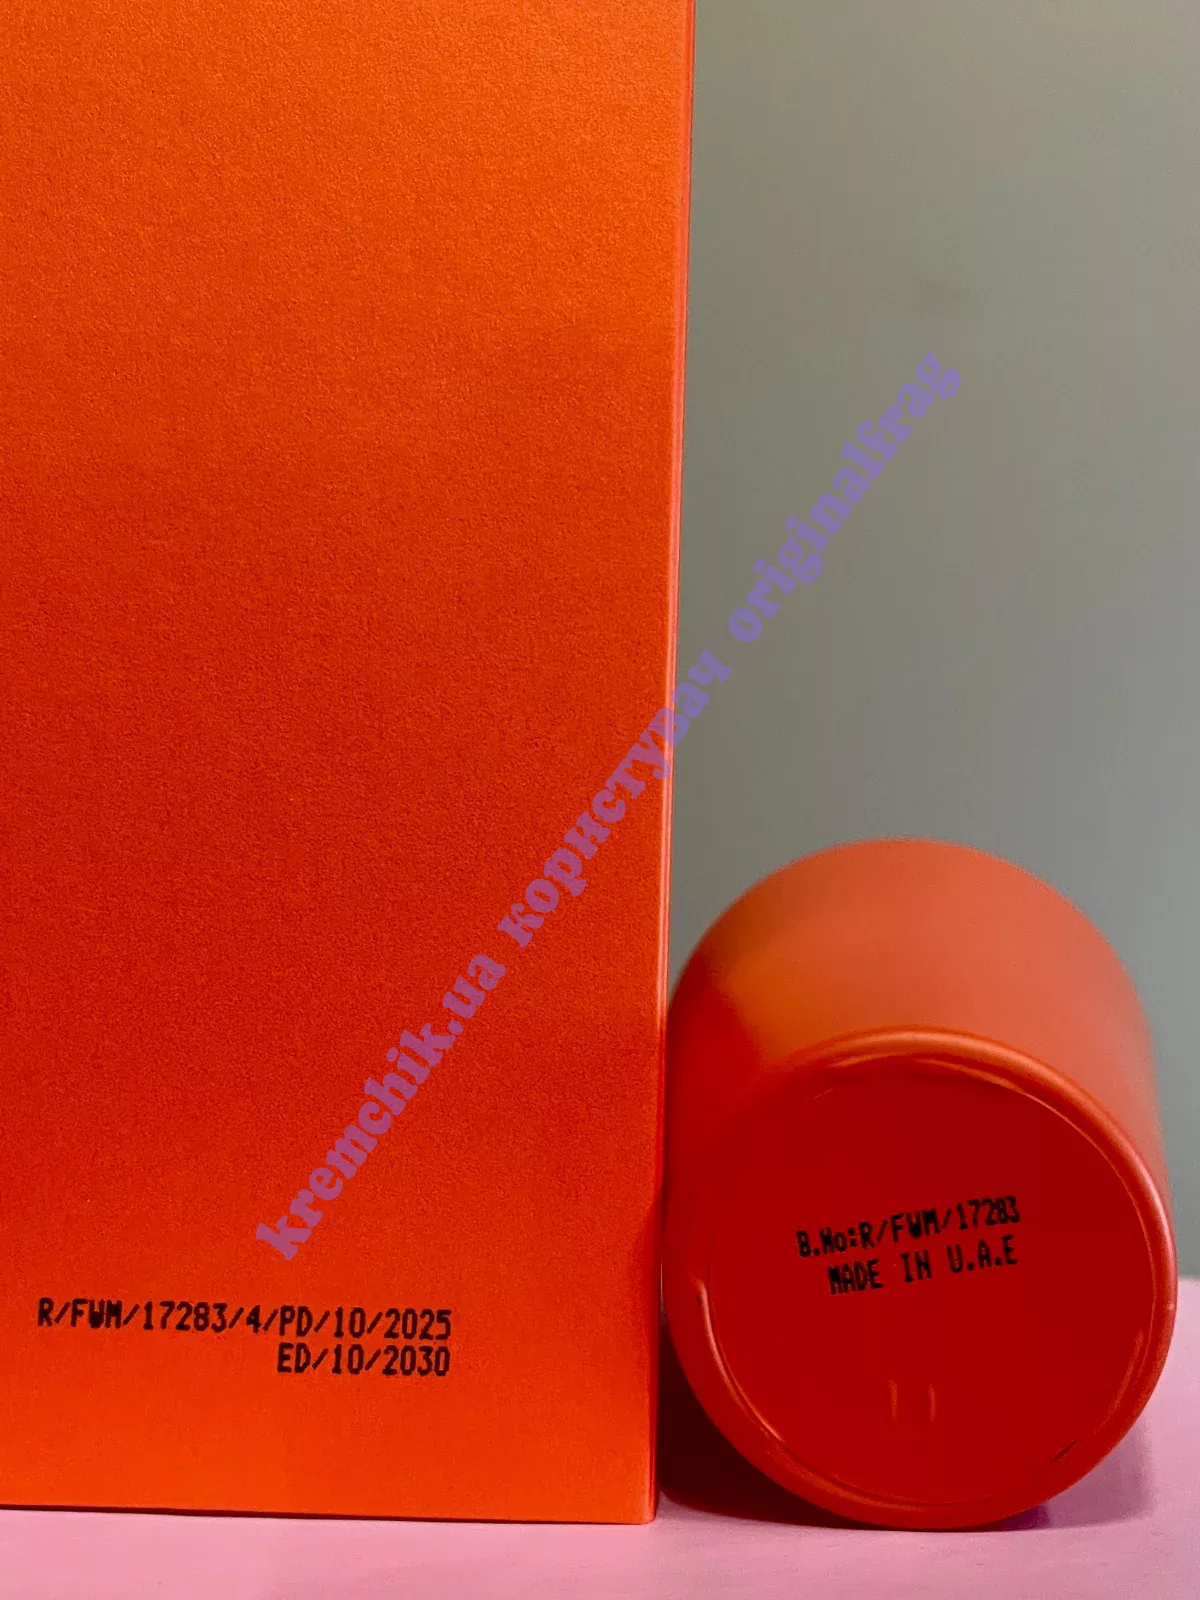 kremchik.ua користувач originalfrag
R/FWM/17283/4/PD/10/2025
ED/10/2030
B.No:R/FWM/17283
MADE IN U.A.E